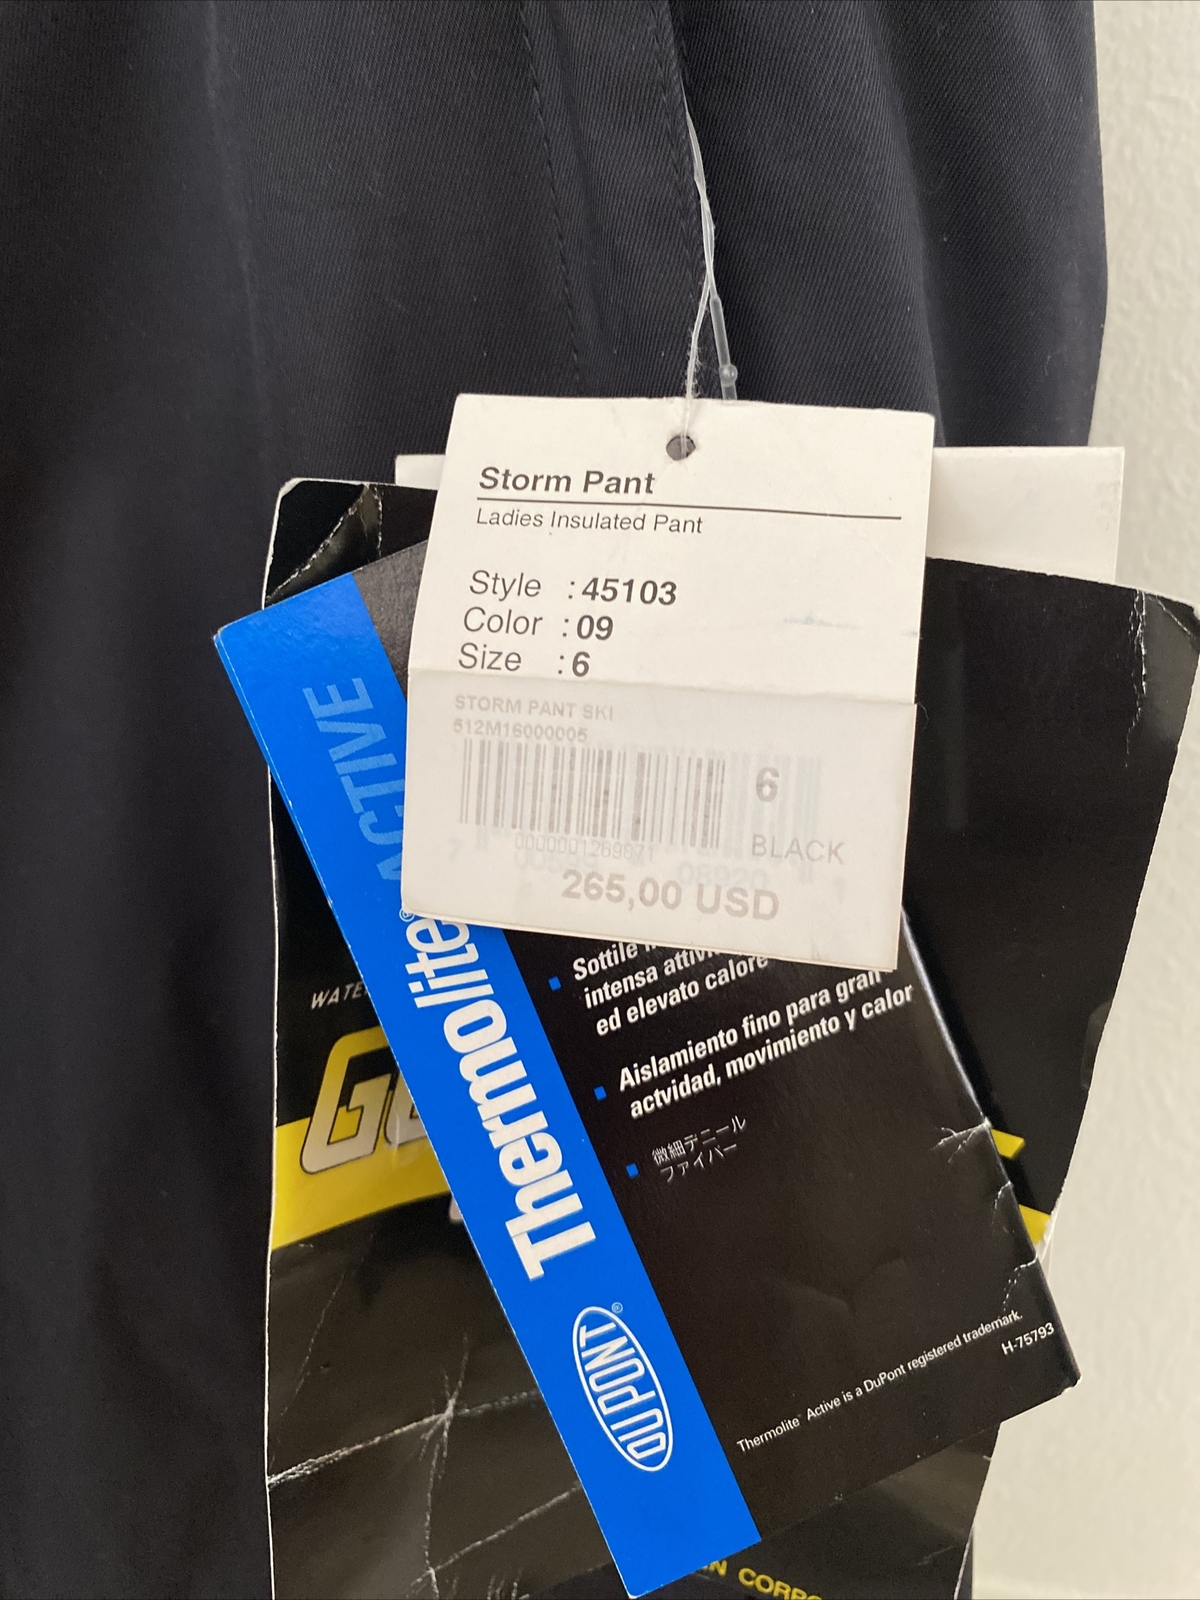 Storm Pant
Ladies Insulated Pant
Style : 45103
Color : 09
Size : 6
STORM PANT SKI
512M16000005
6
0000001269871
BLACK
265,00 USD
Thermolite® ACTIVE
DUPONT®
Sottile
intensa
ed elevato calore
Aislamiento fino para gran
actvidad, movimiento y calor
微細デニール
ファイバー
Thermolite Active is a DuPont registered trademark.
H-75793